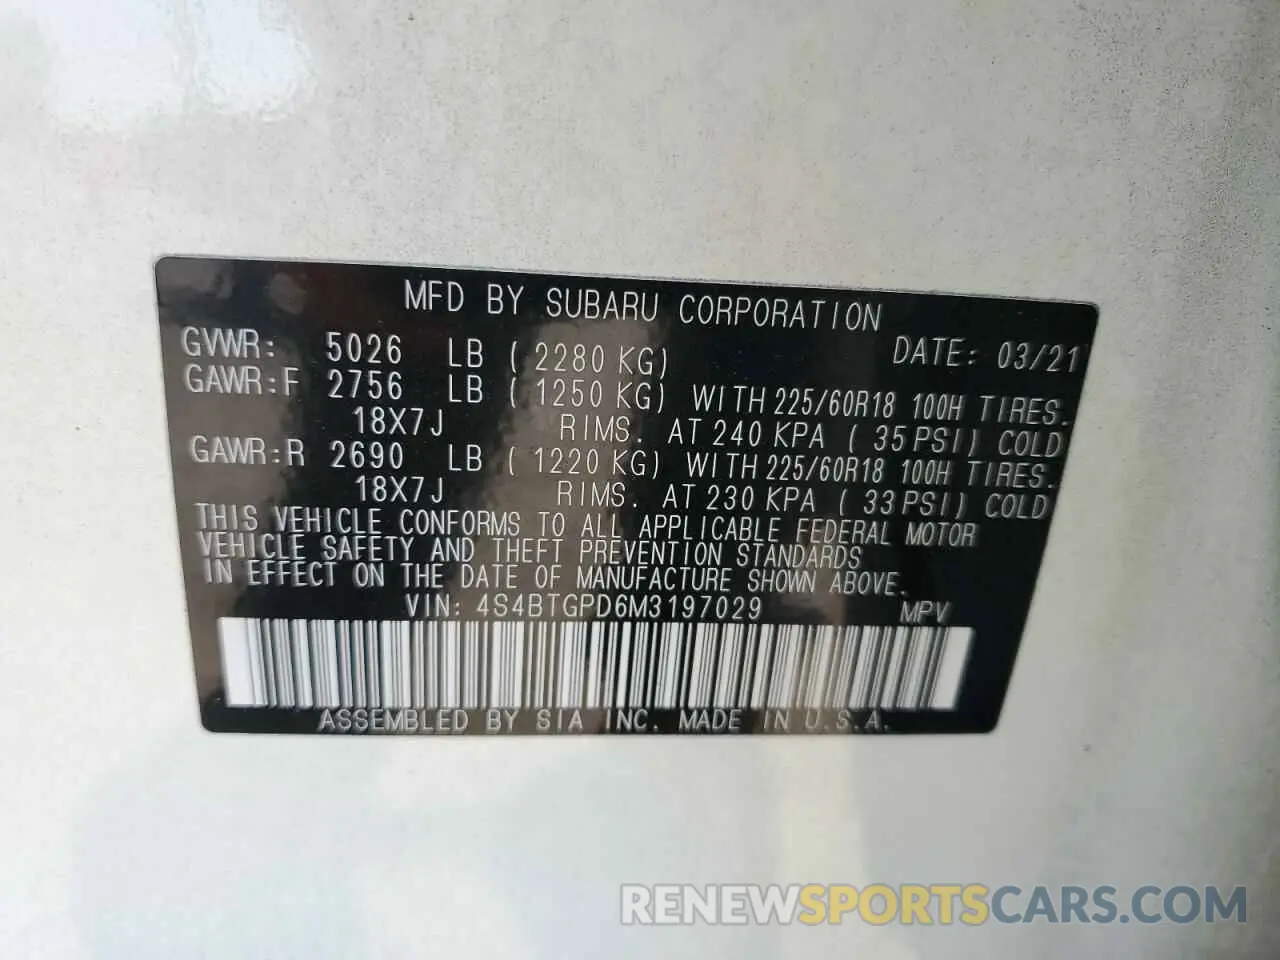 MFD BY SUBARU CORPORATION
GVWR: 5026 LB ( 2280 KG) DATE: 03/21
GAWR:F 2756 LB ( 1250 KG) WITH 225/60R18 100H TIRES.
18X7J RIMS. AT 240 KPA ( 35 PSI) COLD
GAWR:R 2690 LB ( 1220 KG) WITH 225/60R18 100H TIRES.
18X7J RIMS. AT 230 KPA ( 33 PSI) COLD
THIS VEHICLE CONFORMS TO ALL APPLICABLE FEDERAL MOTOR
VEHICLE SAFETY AND THEFT PREVENTION STANDARDS
IN EFFECT ON THE DATE OF MANUFACTURE SHOWN ABOVE.
VIN: 4S4BTGPD6M3197029 MPV
ASSEMBLED BY SIA INC. MADE IN U.S.A.
RENEWSPORTSCARS.COM